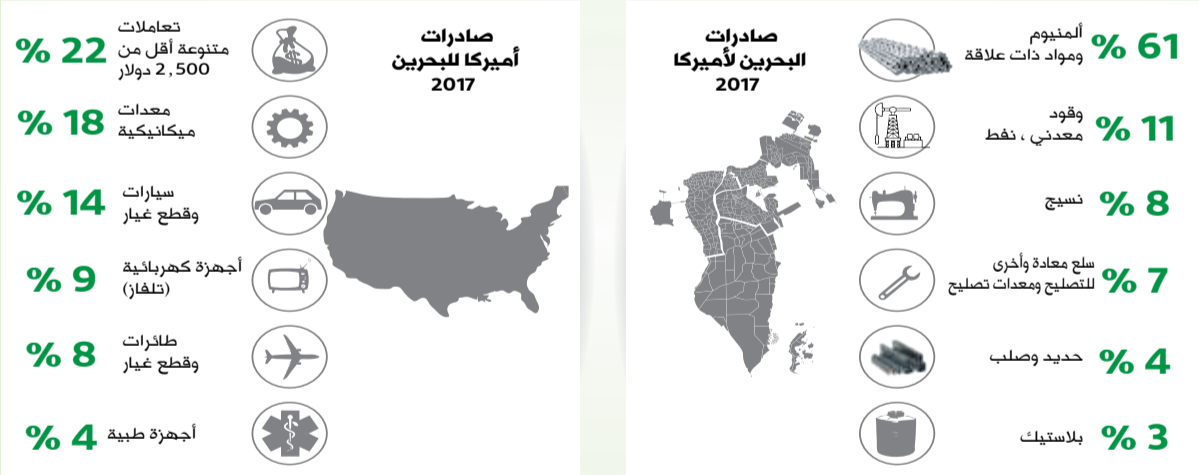 صادرات
البحرين لأميركا
2017
% 61
ألمنيوم
ومواد ذات علاقة
% 11
وقود
معدني ، نفط
% 8
نسيج
% 7
سلع معادة وأخرى
للتصليح ومعدات تصليح
% 4
حديد وصلب
% 3
بلاستيك
صادرات
أميركا للبحرين
2017
% 22
تعاملات
متنوعة أقل من
2,500 دولار
% 18
معدات
ميكانيكية
% 14
سيارات
وقطع غيار
% 9
أجهزة كهربائية
(تلفاز)
% 8
طائرات
وقطع غيار
% 4
أجهزة طبية